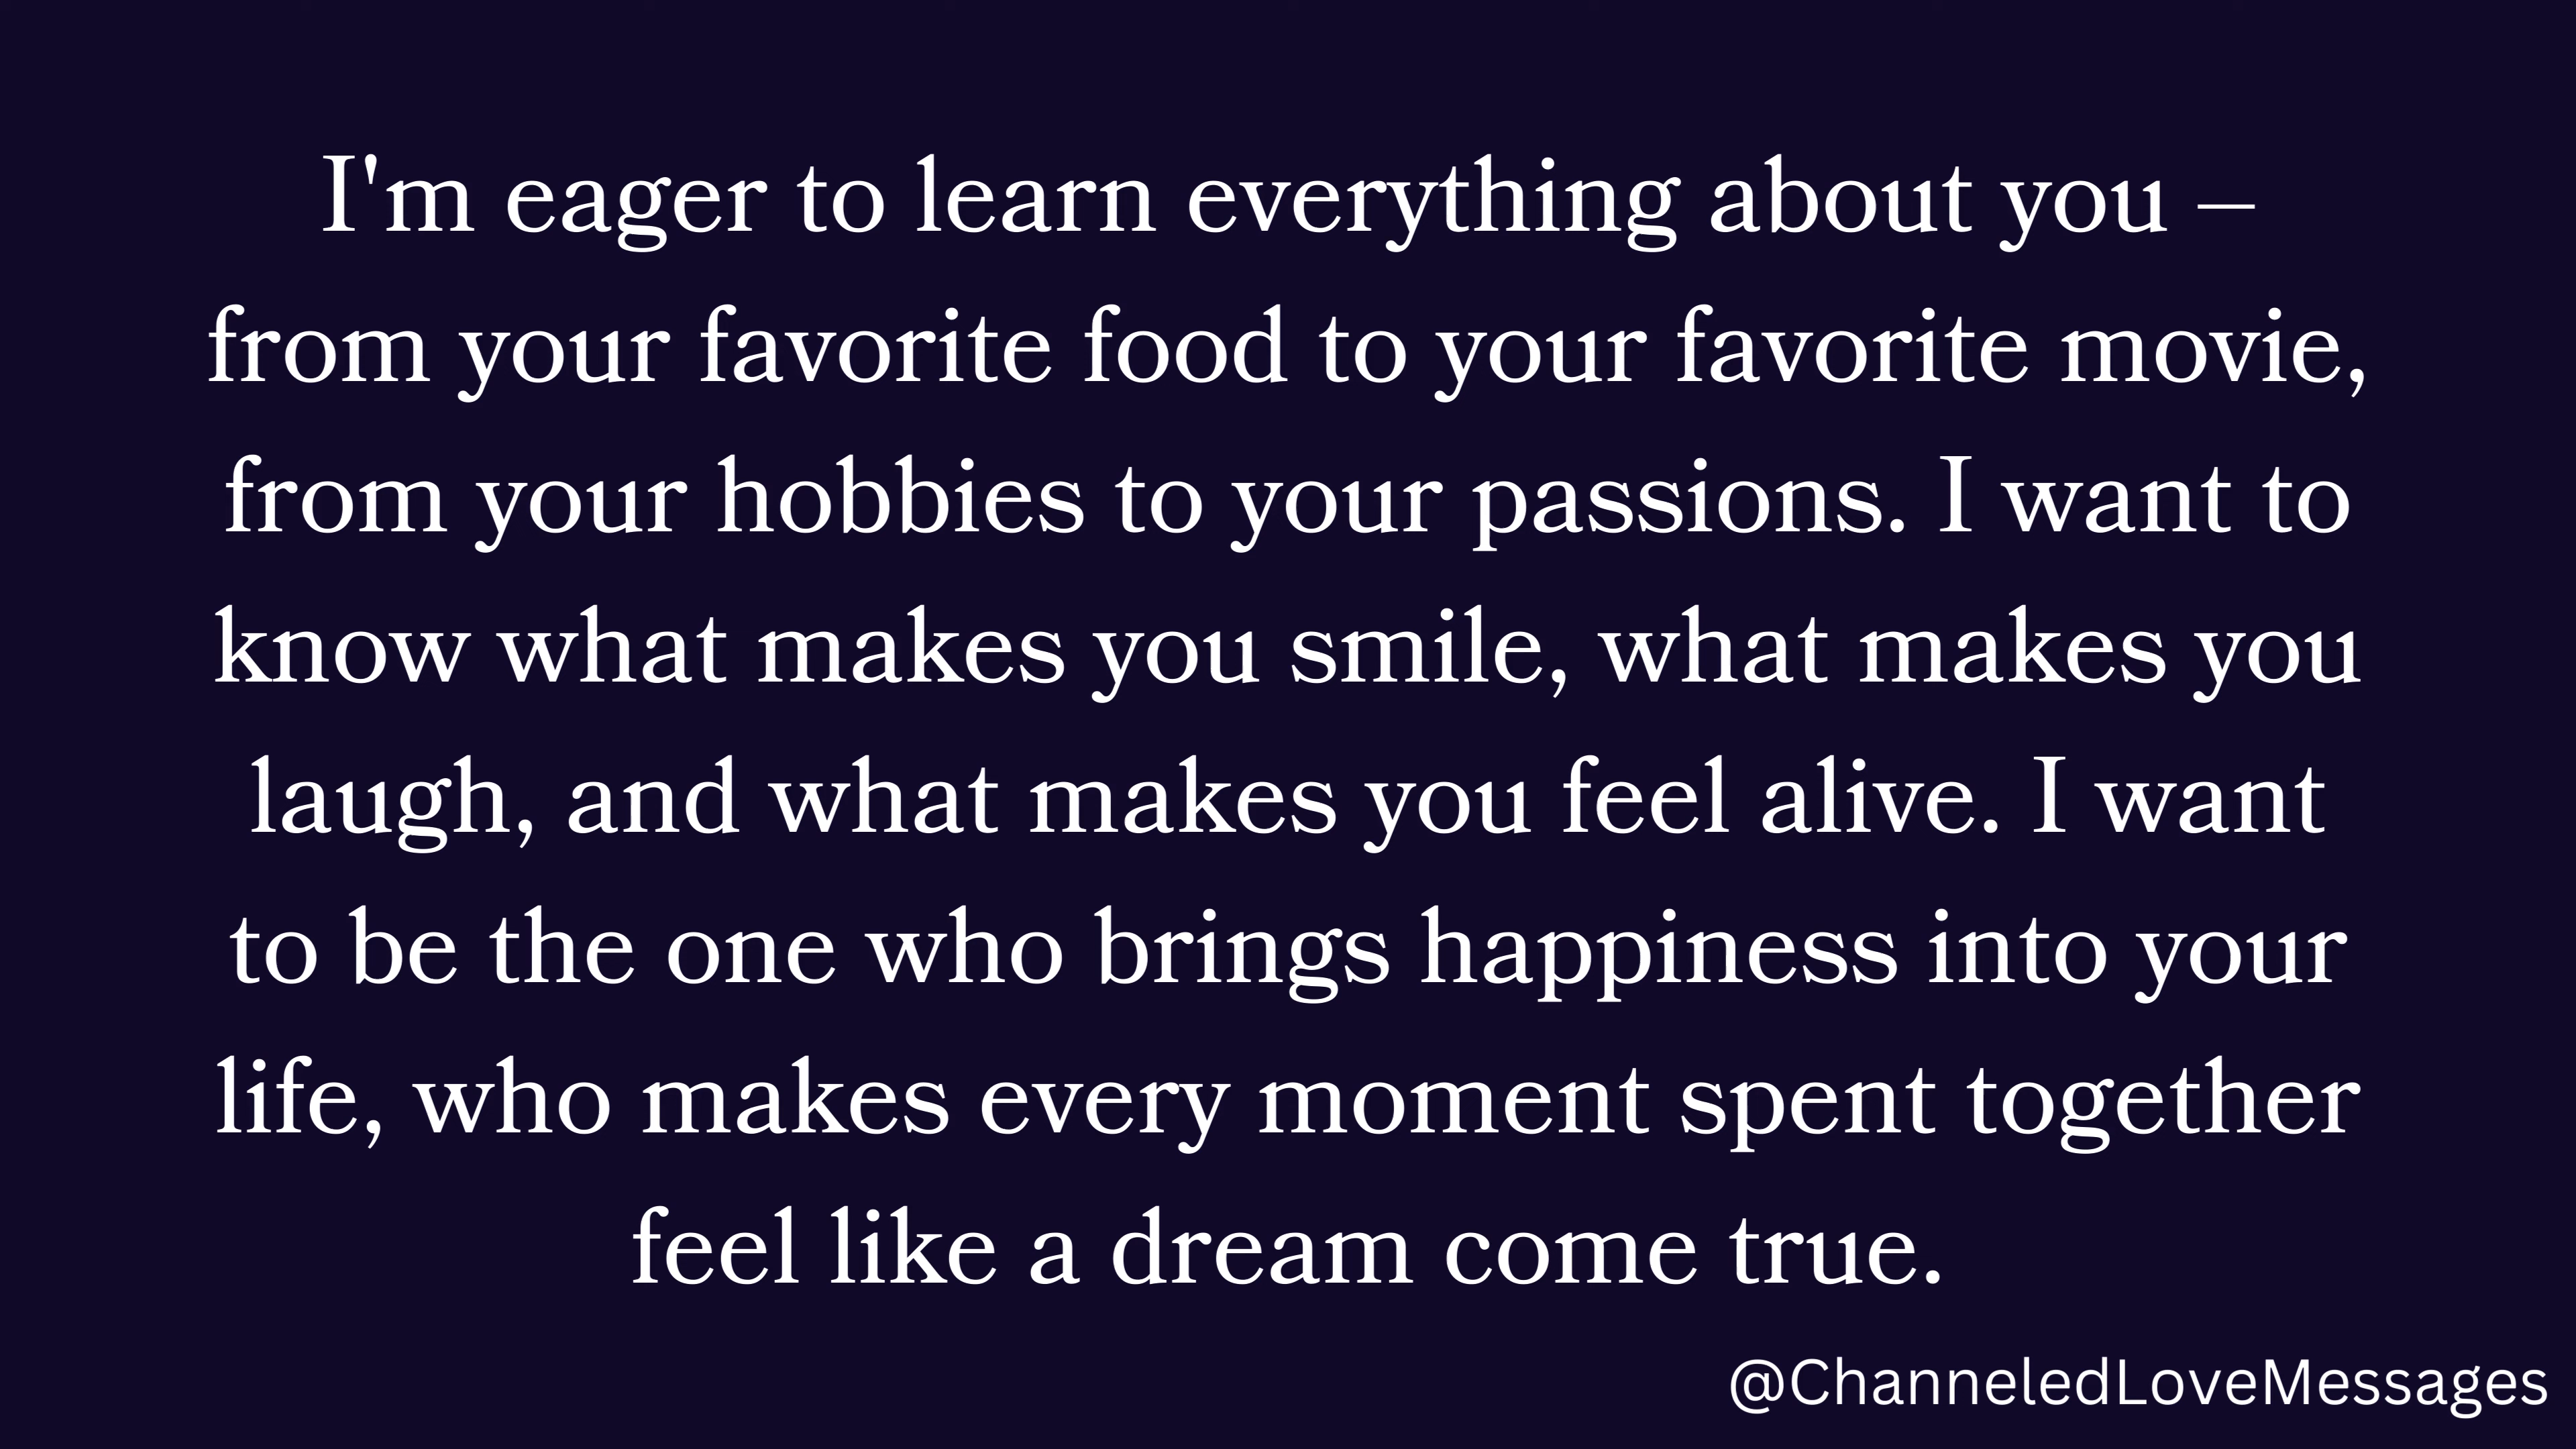 I'm eager to learn everything about you –
from your favorite food to your favorite movie,
from your hobbies to your passions. I want to
know what makes you smile, what makes you
laugh, and what makes you feel alive. I want
to be the one who brings happiness into your
life, who makes every moment spent together
feel like a dream come true.
@ChanneledLoveMessages